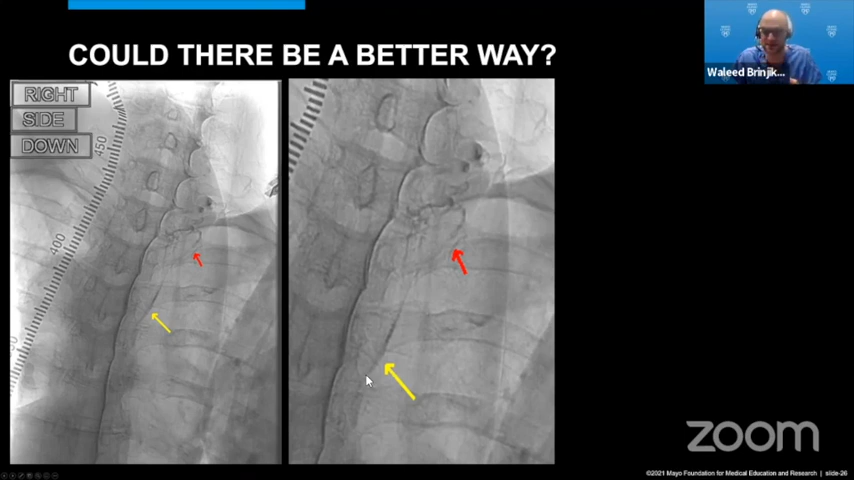 COULD THERE BE A BETTER WAY?
Waleed Brinjik...
RIGHT
SIDE
DOWN
450
400
zoom
©2021 Mayo Foundation for Medical Education and Research | slide-26